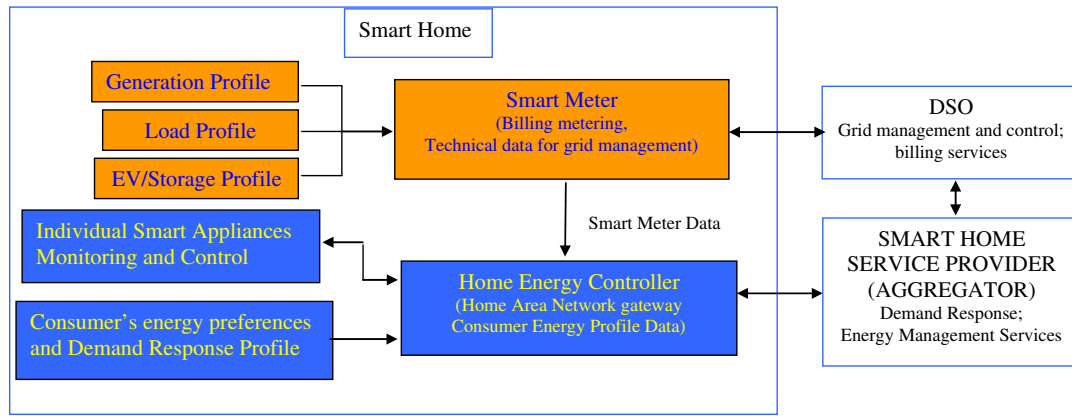 Smart Home
Generation Profile
Load Profile
EV/Storage Profile
Smart Meter
(Billing metering,
Technical data for grid management)
DSO
Grid management and control;
billing services
Smart Meter Data
Individual Smart Appliances
Monitoring and Control
Consumer's energy preferences
and Demand Response Profile
Home Energy Controller
(Home Area Network gateway
Consumer Energy Profile Data)
SMART HOME
SERVICE PROVIDER
(AGGREGATOR)
Demand Response;
Energy Management Services